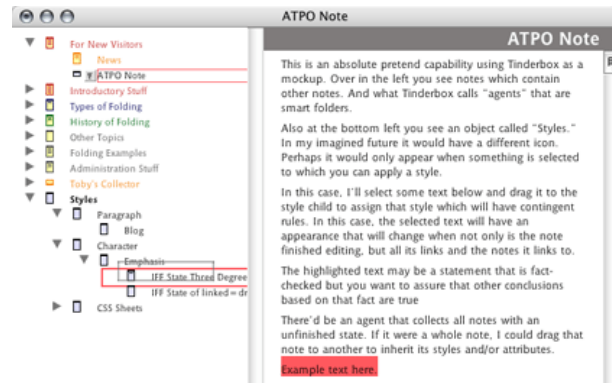 ATPO Note
For New Visitors
News
ATPO Note
Introductory Stuff
Types of Folding
History of Folding
Other Topics
Folding Examples
Administration Stuff
Toby's Collector
Styles
Paragraph
Blog
Character
Emphasis
IFF State Three Degree
IFF State of linked=dr
CSS Sheets
ATPO Note
This is an absolute pretend capability using Tinderbox as a
mockup. Over in the left you see notes which contain
other notes. And what Tinderbox calls "agents" that are
smart folders.
Also at the bottom left you see an object called "Styles."
In my imagined future it would have a different icon.
Perhaps it would only appear when something is selected
to which you can apply a style.
In this case, I'll select some text below and drag it to the
style child to assign that style which will have contingent
rules. In this case, the selected text will have an
appearance that will change when not only is the note
finished editing, but all its links and the notes it links to.
The highlighted text may be a statement that is fact-
checked but you want to assure that other conclusions
based on that fact are true
There'd be an agent that collects all notes with an
unfinished state. If it were a whole note, I could drag that
note to another to inherit its styles and/or attributes.
Example text here.